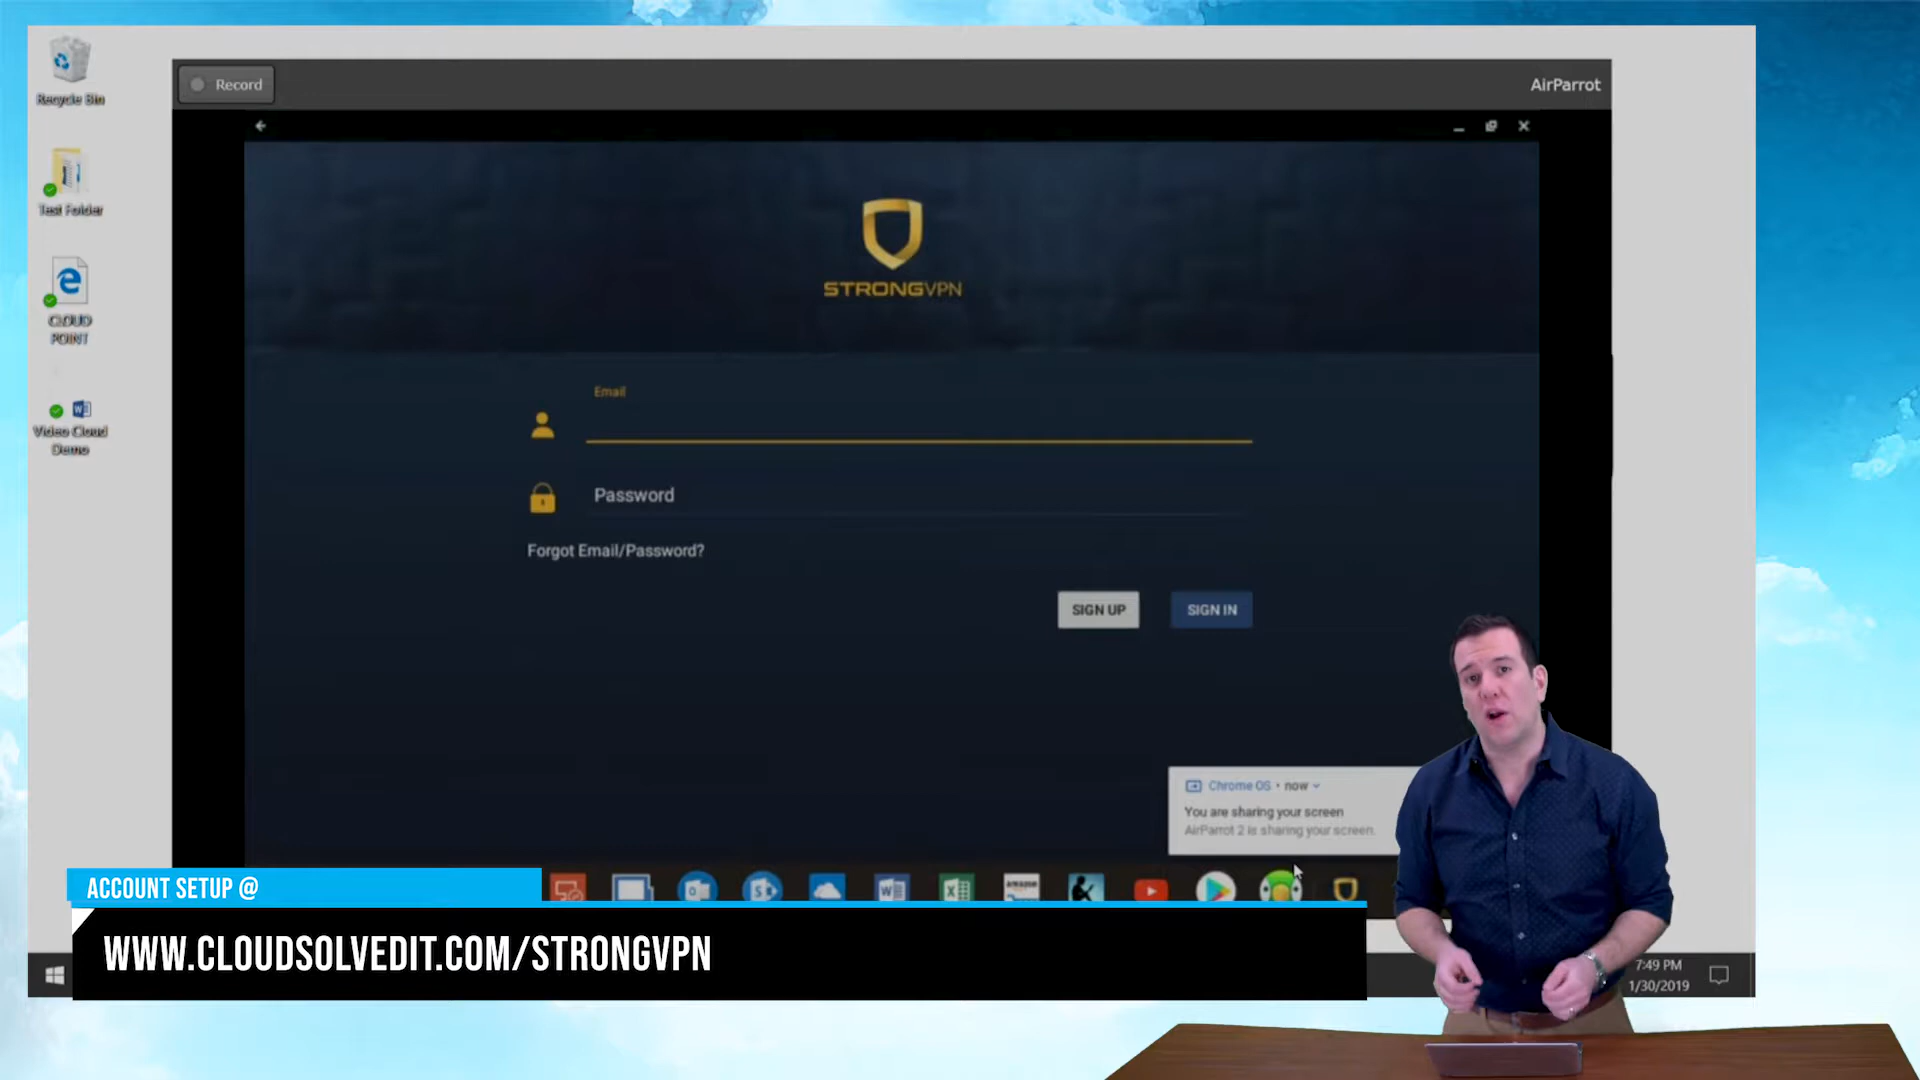 Recycle Bin
Test Folder
CLOUD
POINT
Video Cloud
Demo
Record
AirParrot
STRONGVPN
Email
Password
Forgot Email/Password?
SIGN UP
SIGN IN
Chrome OS • now
You are sharing your screen
AirParrot 2 is sharing your screen.
amazon
ACCOUNT SETUP @
WWW.CLOUDSOLVEDIT.COM/STRONGVPN
7:49 PM
1/30/2019